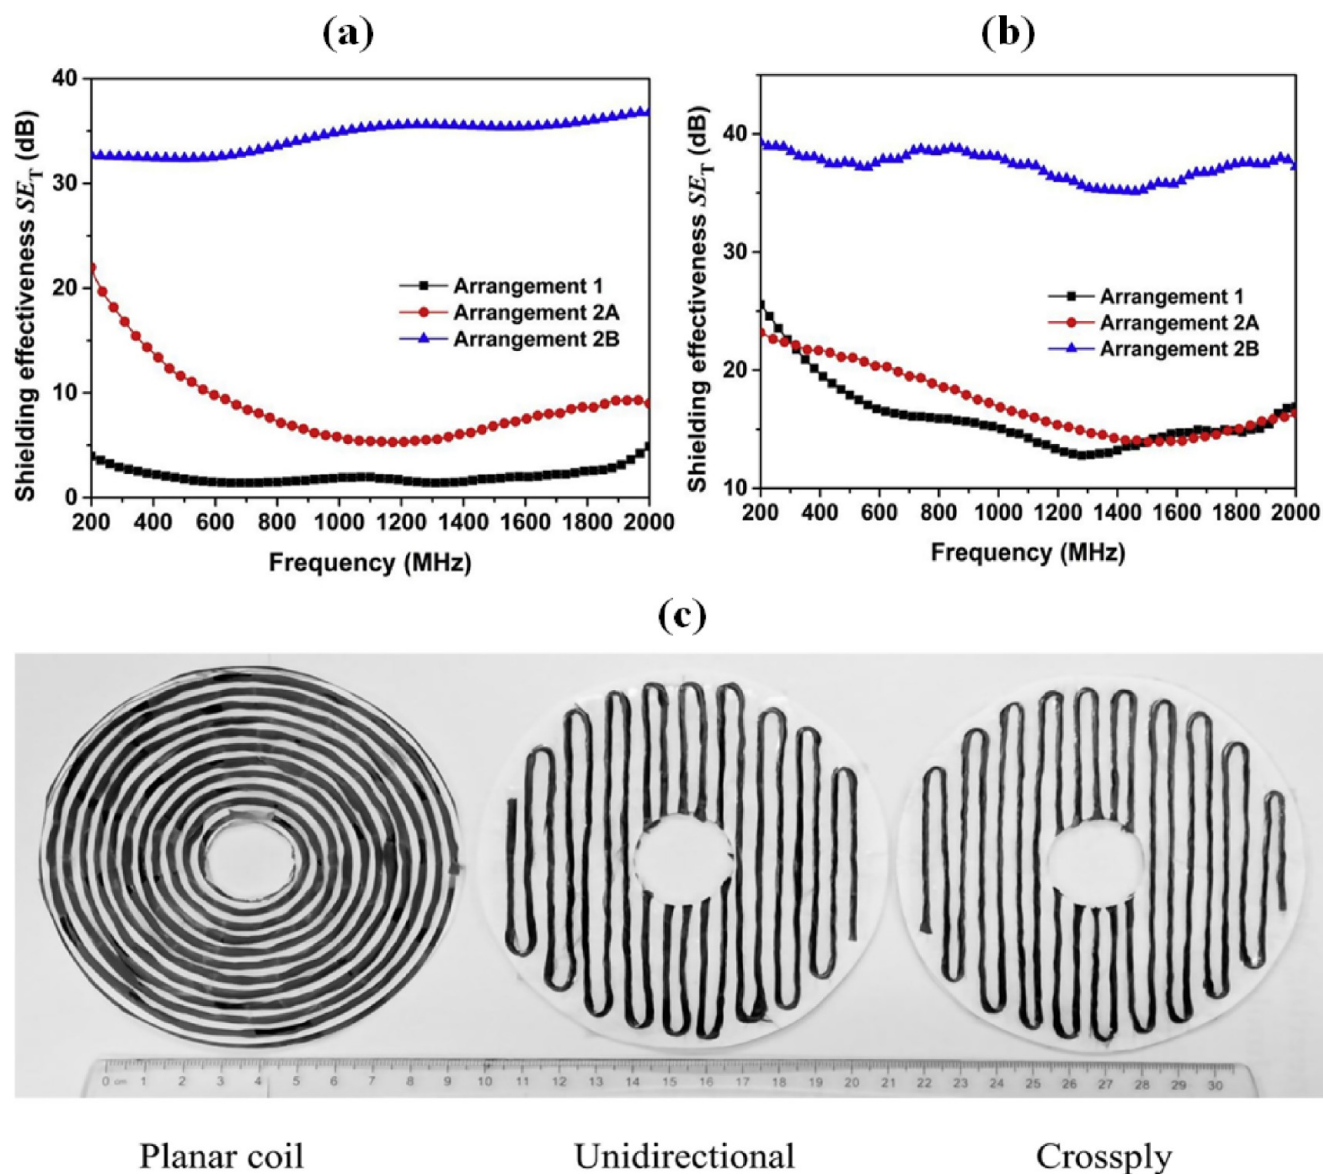 (a)
(b)
40
30
20
10
0
Shielding effectiveness SE_T (dB)
Arrangement 1
Arrangement 2A
Arrangement 2B
200 400 600 800 1000 1200 1400 1600 1800 2000
Frequency (MHz)
40
30
20
10
Shielding effectiveness SE_T (dB)
Arrangement 1
Arrangement 2A
Arrangement 2B
200 400 600 800 1000 1200 1400 1600 1800 2000
Frequency (MHz)
(c)
0 cm 1 2 3 4 5 6 7 8 9 10 11 12 13 14 15 16 17 18 19 20 21 22 23 24 25 26 27 28 29 30
Planar coil Unidirectional Crossply